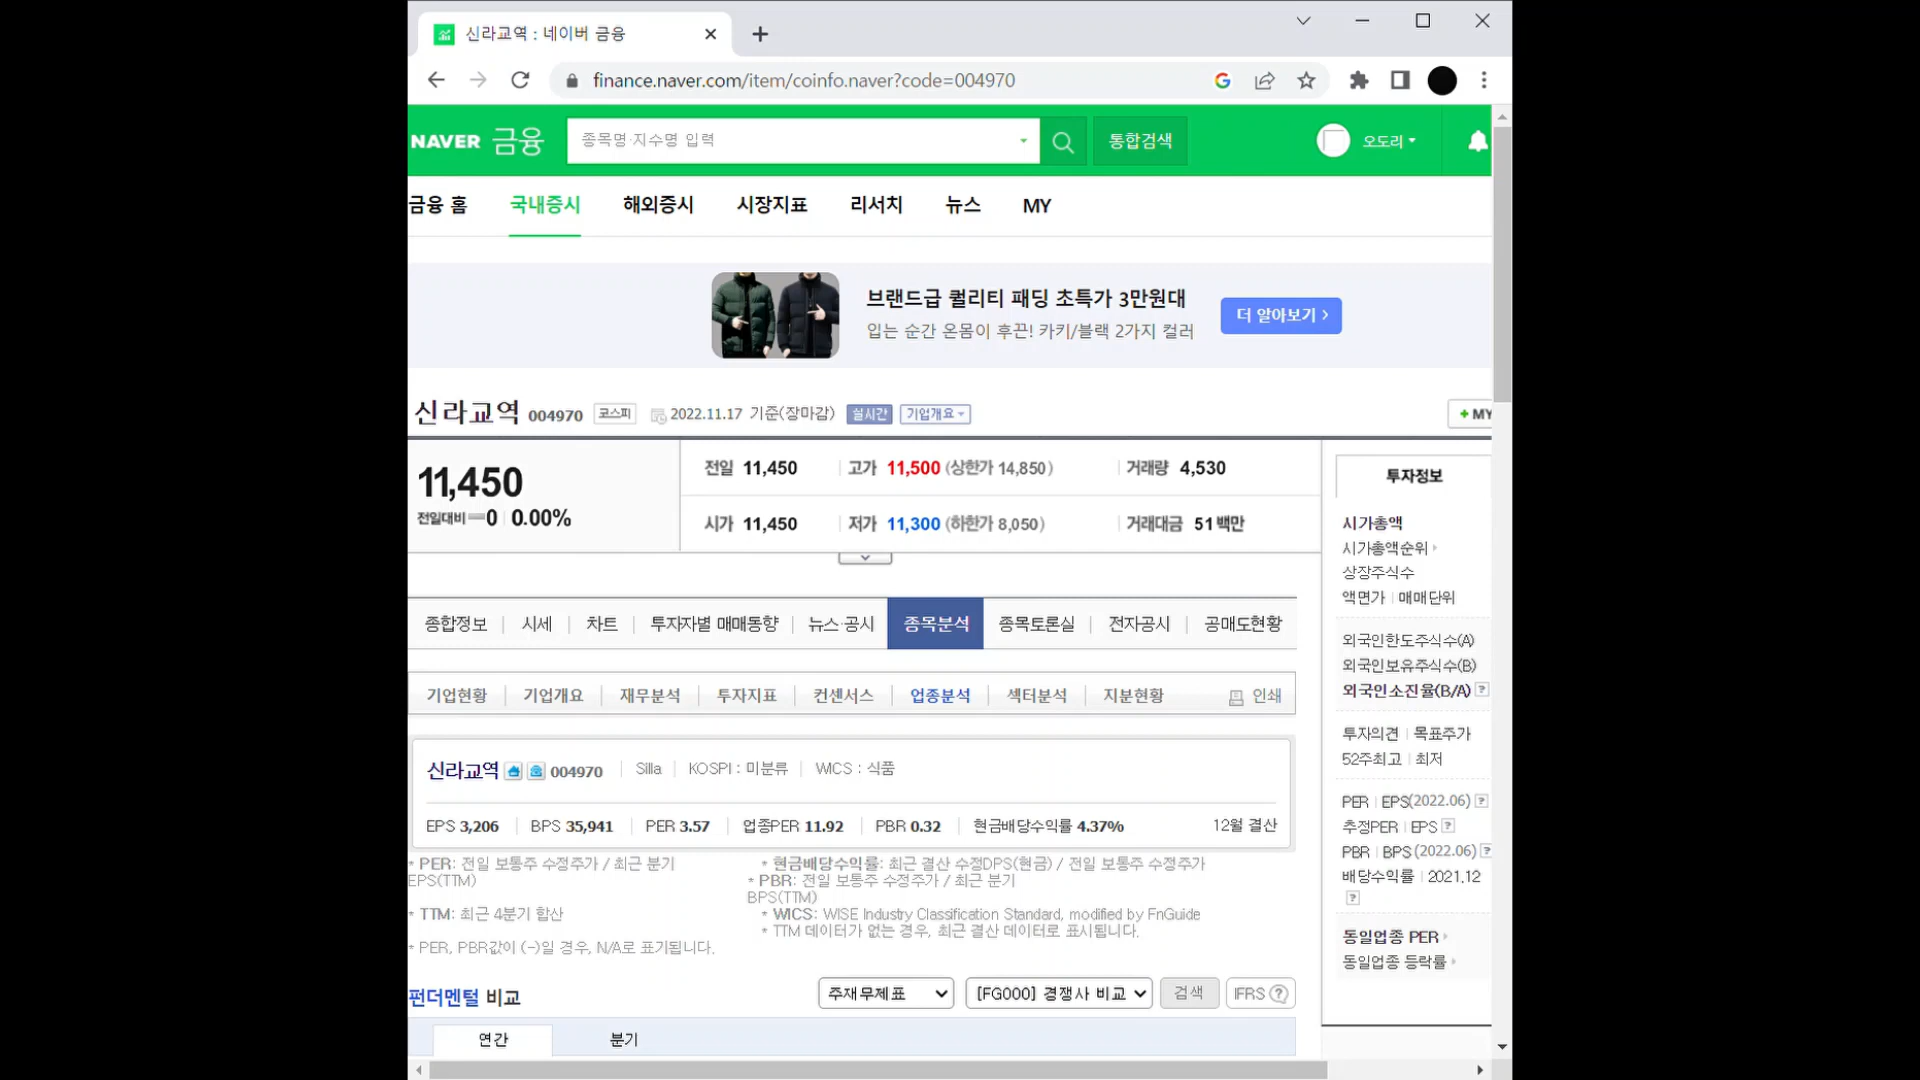 신라교역 : 네이버 금융
finance.naver.com/item/coinfo.naver?code=004970
NAVER 금융
종목명·지수명 입력
통합검색
오도리
금융 홈 국내증시 해외증시 시장지표 리서치 뉴스 MY
브랜드급 퀄리티 패딩 초특가 3만원대
입는 순간 온몸이 후끈! 카키/블랙 2가지 컬러
더 알아보기 >
신라교역 004970 코스피 2022.11.17 기준(장마감) 실시간 기업개요
+ MY
11,450
전일대비 0 0.00%
전일 11,450 고가 11,500 (상한가 14,850) 거래량 4,530
시가 11,450 저가 11,300 (하한가 8,050) 거래대금 51 백만
투자정보
시가총액
시가총액순위
상장주식수
액면가 매매단위
외국인한도주식수(A)
외국인보유주식수(B)
외국인소진율(B/A) ?
투자의견 목표주가
52주최고 최저
PER EPS(2022.06) ?
추정PER EPS ?
PBR BPS (2022.06) ?
배당수익률 2021.12
?
동일업종 PER
동일업종 등락률
종합정보 시세 차트 투자자별 매매동향 뉴스·공시 종목분석 종목토론실 전자공시 공매도현황
기업현황 기업개요 재무분석 투자지표 컨센서스 업종분석 섹터분석 지분현황 인쇄
신라교역 004970 Silla KOSPI : 미분류 WICS : 식품
EPS 3,206 BPS 35,941 PER 3.57 업종PER 11.92 PBR 0.32 현금배당수익률 4.37% 12월 결산
* PER: 전일 보통주 수정주가 / 최근 분기
EPS(TTM)
* TTM: 최근 4분기 합산
* PER, PBR값이 (-)일 경우, N/A로 표기됩니다.
* 현금배당수익률: 최근 결산 수정DPS(현금) / 전일 보통주 수정주가
* PBR: 전일 보통주 수정주가 / 최근 분기
BPS(TTM)
* WICS: WISE Industry Classification Standard, modified by FnGuide
* TTM 데이터가 없는 경우, 최근 결산 데이터로 표시됩니다.
펀더멘털 비교
주재무제표 [FG000] 경쟁사 비교 검색 IFRS ?
연간 분기